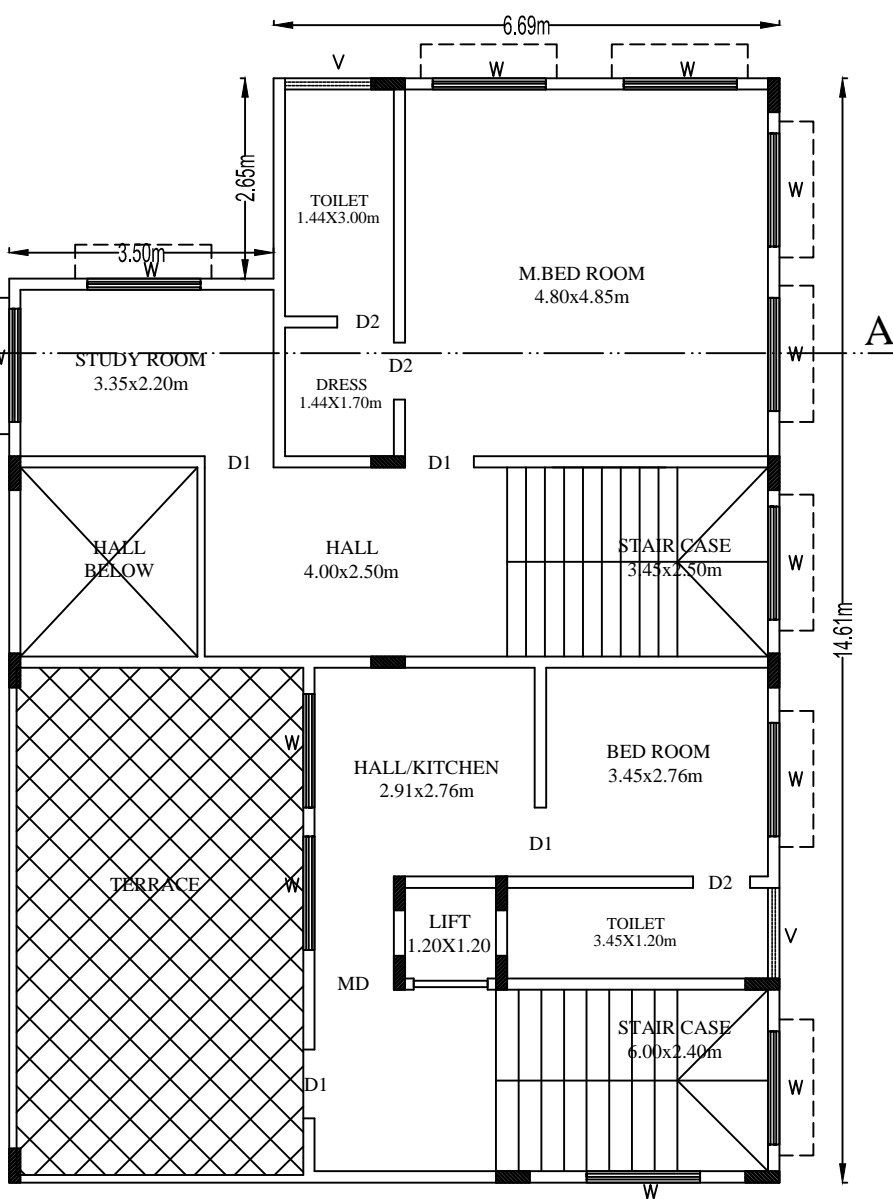 6.69m
V
W
W
2.65m
W
TOILET
1.44X3.00m
3.50m
W
M.BED ROOM
4.80x4.85m
D2
A
W
STUDY ROOM
3.35x2.20m
D2
W
DRESS
1.44X1.70m
D1
D1
HALL
BELOW
HALL
4.00x2.50m
STAIR CASE
3.45x2.50m
W
14.61m
W
HALL/KITCHEN
2.91x2.76m
BED ROOM
3.45x2.76m
W
D1
TERRACE
W
D2
LIFT
1.20X1.20
TOILET
3.45X1.20m
V
MD
STAIR CASE
6.00x2.40m
D1
W
W